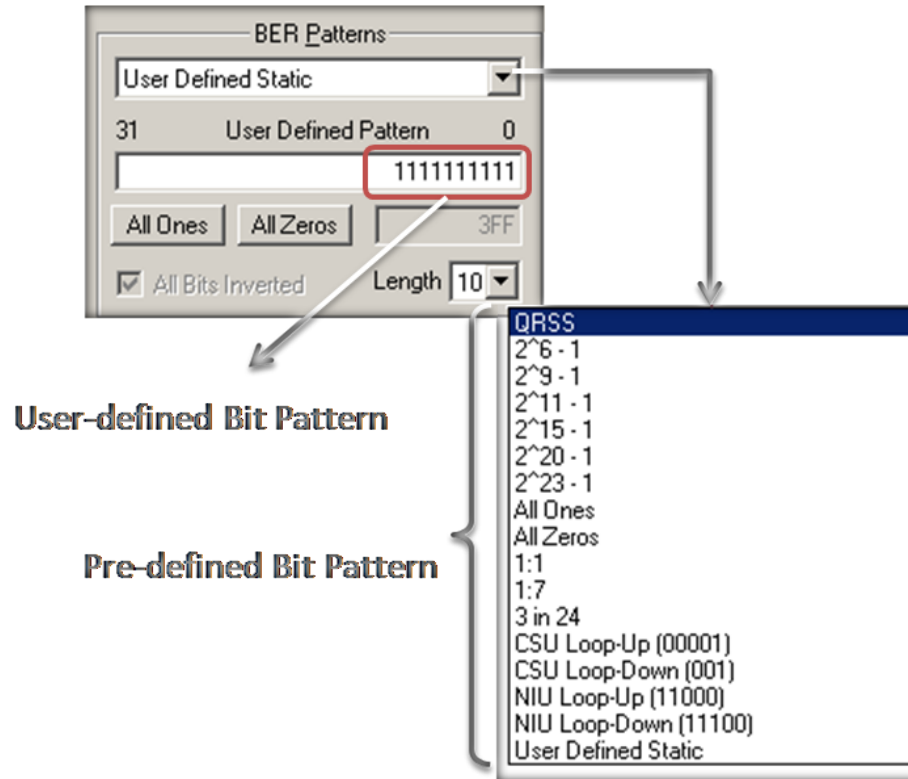 BER Patterns
User Defined Static
31 User Defined Pattern 0
1111111111
All Ones All Zeros 3FF
All Bits Inverted Length 10
User-defined Bit Pattern
Pre-defined Bit Pattern
QRSS
2^6 - 1
2^9 - 1
2^11 - 1
2^15 - 1
2^20 - 1
2^23 - 1
All Ones
All Zeros
1:1
1:7
3 in 24
CSU Loop-Up (00001)
CSU Loop-Down (001)
NIU Loop-Up (11000)
NIU Loop-Down (11100)
User Defined Static